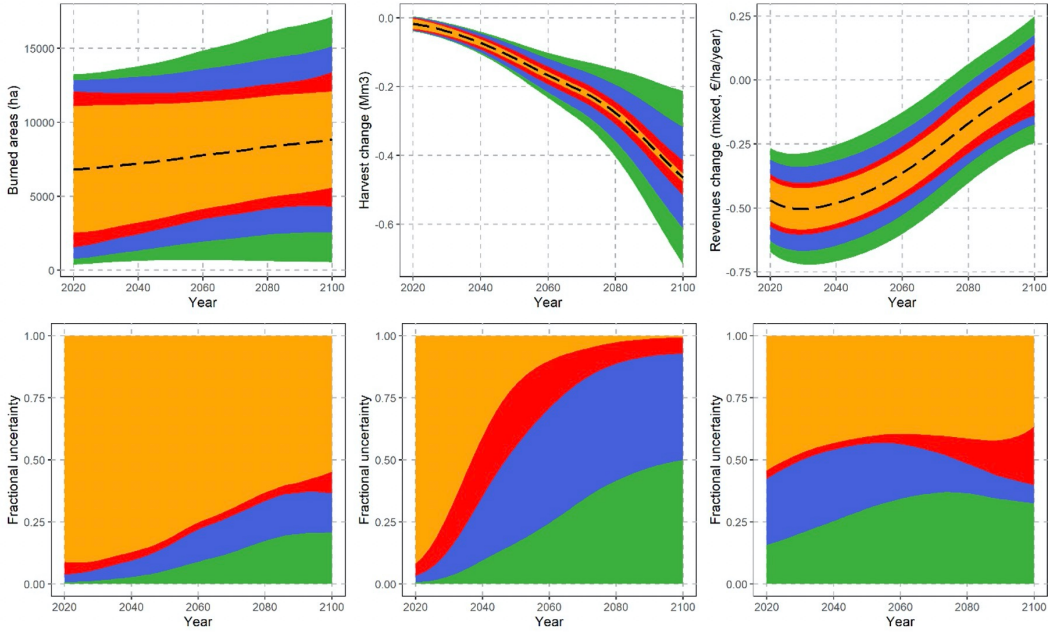 Burned areas (ha)
15000
10000
5000
0
2020 2040 2060 2080 2100
Year
Harvest change (Mm3)
0.0
-0.2
-0.4
-0.6
2020 2040 2060 2080 2100
Year
Revenues change (mixed, €/ha/year)
0.25
0.00
-0.25
-0.50
-0.75
2020 2040 2060 2080 2100
Year
Fractional uncertainty
1.00
0.75
0.50
0.25
0.00
2020 2040 2060 2080 2100
Year
Fractional uncertainty
1.00
0.75
0.50
0.25
0.00
2020 2040 2060 2080 2100
Year
Fractional uncertainty
1.00
0.75
0.50
0.25
0.00
2020 2040 2060 2080 2100
Year